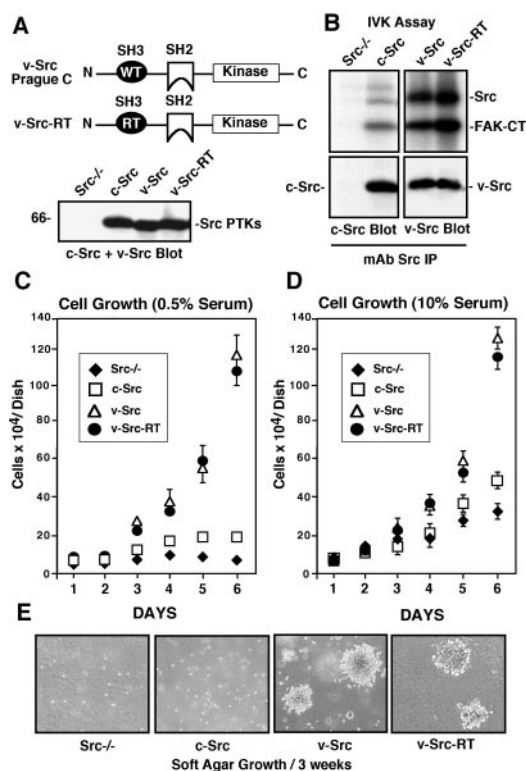 A
SH3 SH2
v-Src Prague C N WT Kinase C
SH3 SH2
v-Src-RT N RT Kinase C
Src-/- c-Src v-Src v-Src-RT
66- -Src PTKs
c-Src + v-Src Blot
B
IVK Assay
Src-/- c-Src v-Src v-Src-RT
-Src
-FAK-CT
c-Src- - v-Src
c-Src Blot v-Src Blot
mAb Src IP
C
Cell Growth (0.5% Serum)
Cells x 10⁴/ Dish
140
120
100
80
60
40
20
0
Src-/-
c-Src
v-Src
v-Src-RT
1 2 3 4 5 6
DAYS
D
Cell Growth (10% Serum)
Cells x 10⁴/ Dish
140
120
100
80
60
40
20
0
Src-/-
c-Src
v-Src
v-Src-RT
1 2 3 4 5 6
DAYS
E
Src-/- c-Src v-Src v-Src-RT
Soft Agar Growth / 3 weeks